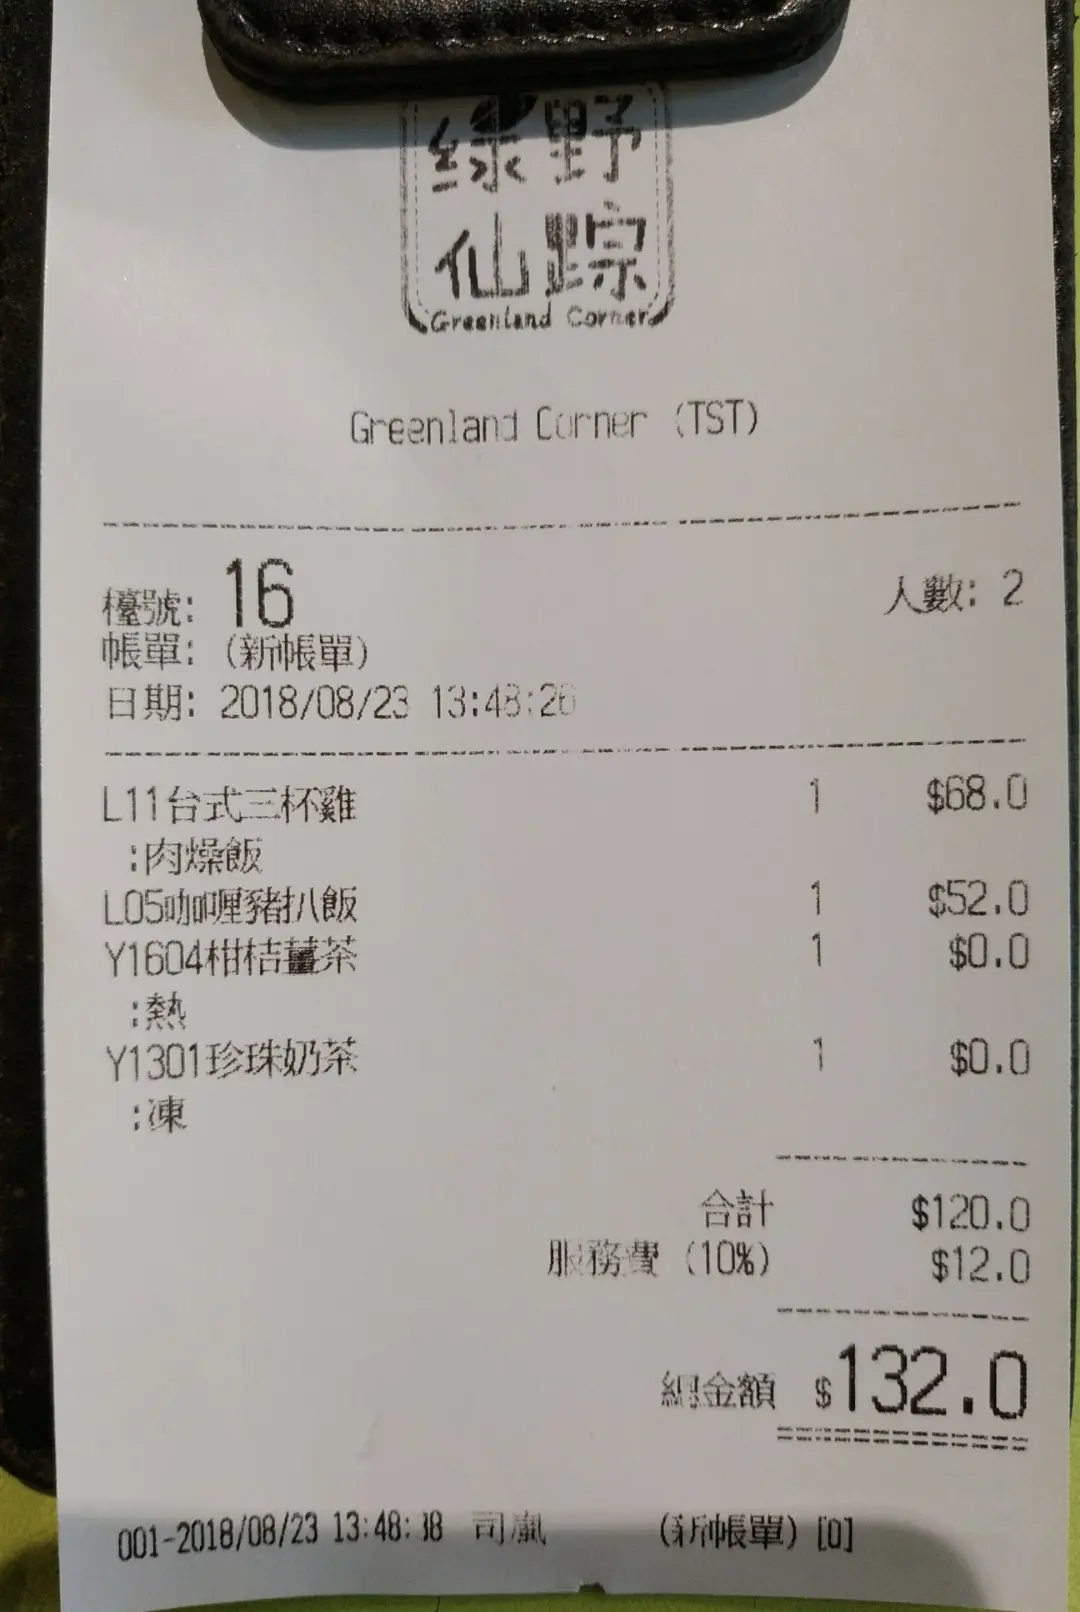 綠野
仙踪
Greenland Corner
Greenland Corner (TST)
檯號: 16 人數: 2
帳單: (新帳單)
日期: 2018/08/23 13:48:26
L11台式三杯雞 1 $68.0
:肉燥飯
L05咖喱豬扒飯 1 $52.0
Y1604柑桔薑茶 1 $0.0
:熱
Y1301珍珠奶茶 1 $0.0
:凍
合計 $120.0
服務費 (10%) $12.0
總金額 $132.0
001-2018/08/23 13:48: 司 (新帳單) [0]